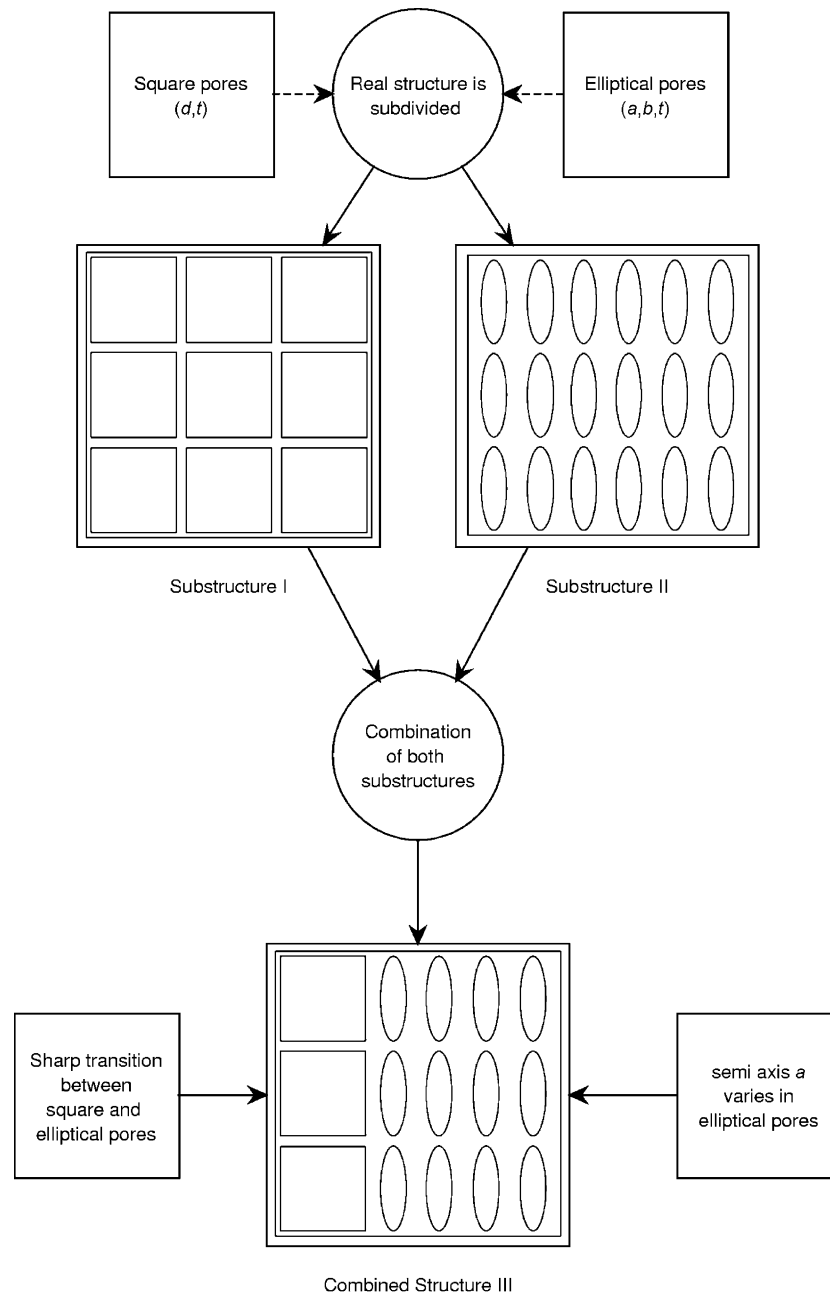 Square pores
(d,t)
Real structure is
subdivided
Elliptical pores
(a,b,t)
Substructure I
Substructure II
Combination
of both
substructures
Sharp transition
between
square and
elliptical pores
semi axis a
varies in
elliptical pores
Combined Structure III